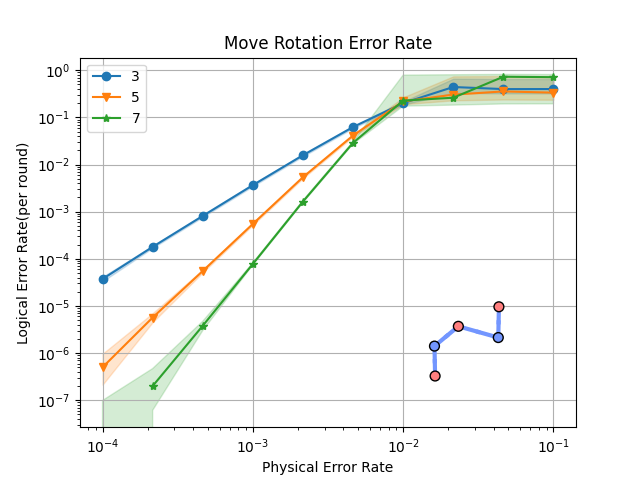 Move Rotation Error Rate
3
5
7
Logical Error Rate(per round)
10⁰
10⁻¹
10⁻²
10⁻³
10⁻⁴
10⁻⁵
10⁻⁶
10⁻⁷
10⁻⁴ 10⁻³ 10⁻² 10⁻¹
Physical Error Rate